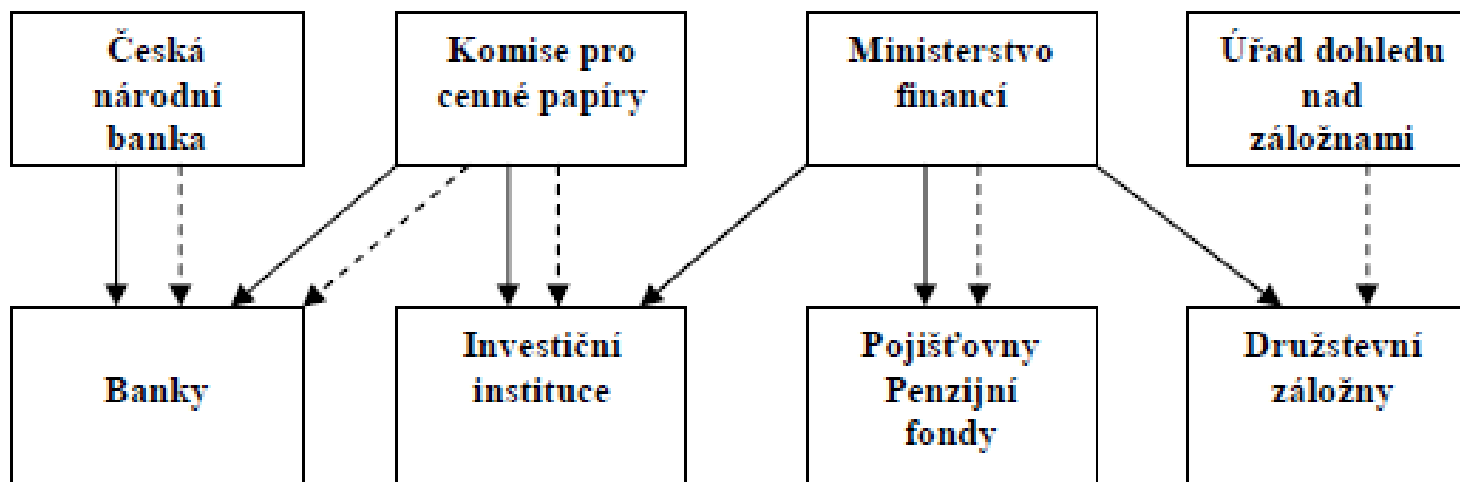 Česká
národní
banka
Komise pro
cenné papíry
Ministerstvo
financí
Úřad dohledu
nad
záložnami
Banky
Investiční
instituce
Pojišťovny
Penzijní
fondy
Družstevní
záložny